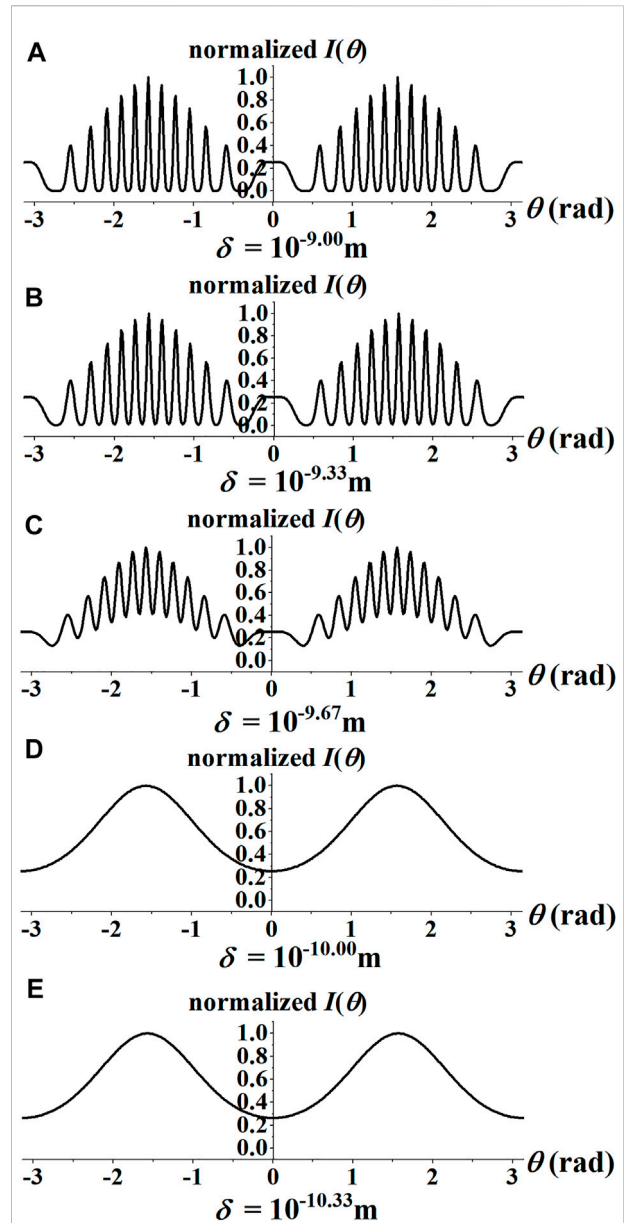 A
normalized I(θ)
1.0
0.8
0.6
0.4
0.2
0.0
-3 -2 -1 0 1 2 3 θ (rad)
δ = 10^-9.00 m
B
normalized I(θ)
1.0
0.8
0.6
0.4
0.2
0.0
-3 -2 -1 0 1 2 3 θ (rad)
δ = 10^-9.33 m
C
normalized I(θ)
1.0
0.8
0.6
0.4
0.2
0.0
-3 -2 -1 0 1 2 3 θ (rad)
δ = 10^-9.67 m
D
normalized I(θ)
1.0
0.8
0.6
0.4
0.2
0.0
-3 -2 -1 0 1 2 3 θ (rad)
δ = 10^-10.00 m
E
normalized I(θ)
1.0
0.8
0.6
0.4
0.2
0.0
-3 -2 -1 0 1 2 3 θ (rad)
δ = 10^-10.33 m